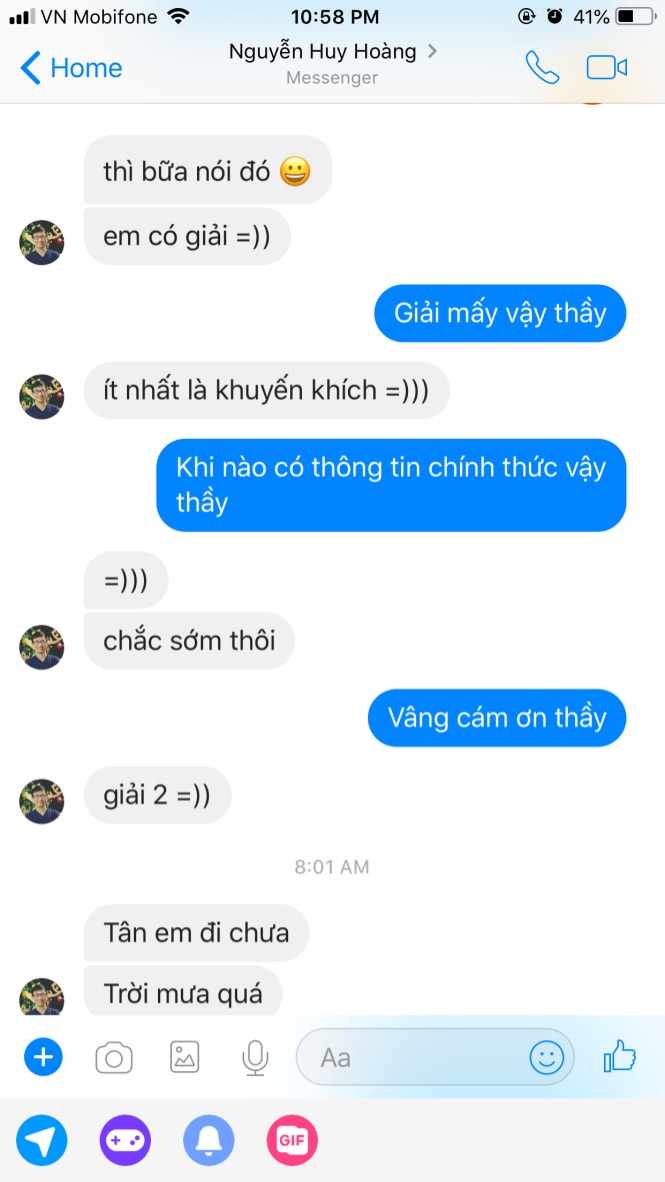 VN Mobifone 10:58 PM 41%
Home Nguyễn Huy Hoàng
Messenger
thì bữa nói đó 😀
em có giải =))
Giải mấy vậy thầy
ít nhất là khuyến khích =)))
Khi nào có thông tin chính thức vậy
thầy
=)))
chắc sớm thôi
Vâng cám ơn thầy
giải 2 =))
8:01 AM
Tân em đi chưa
Trời mưa quá
Aa
GIF